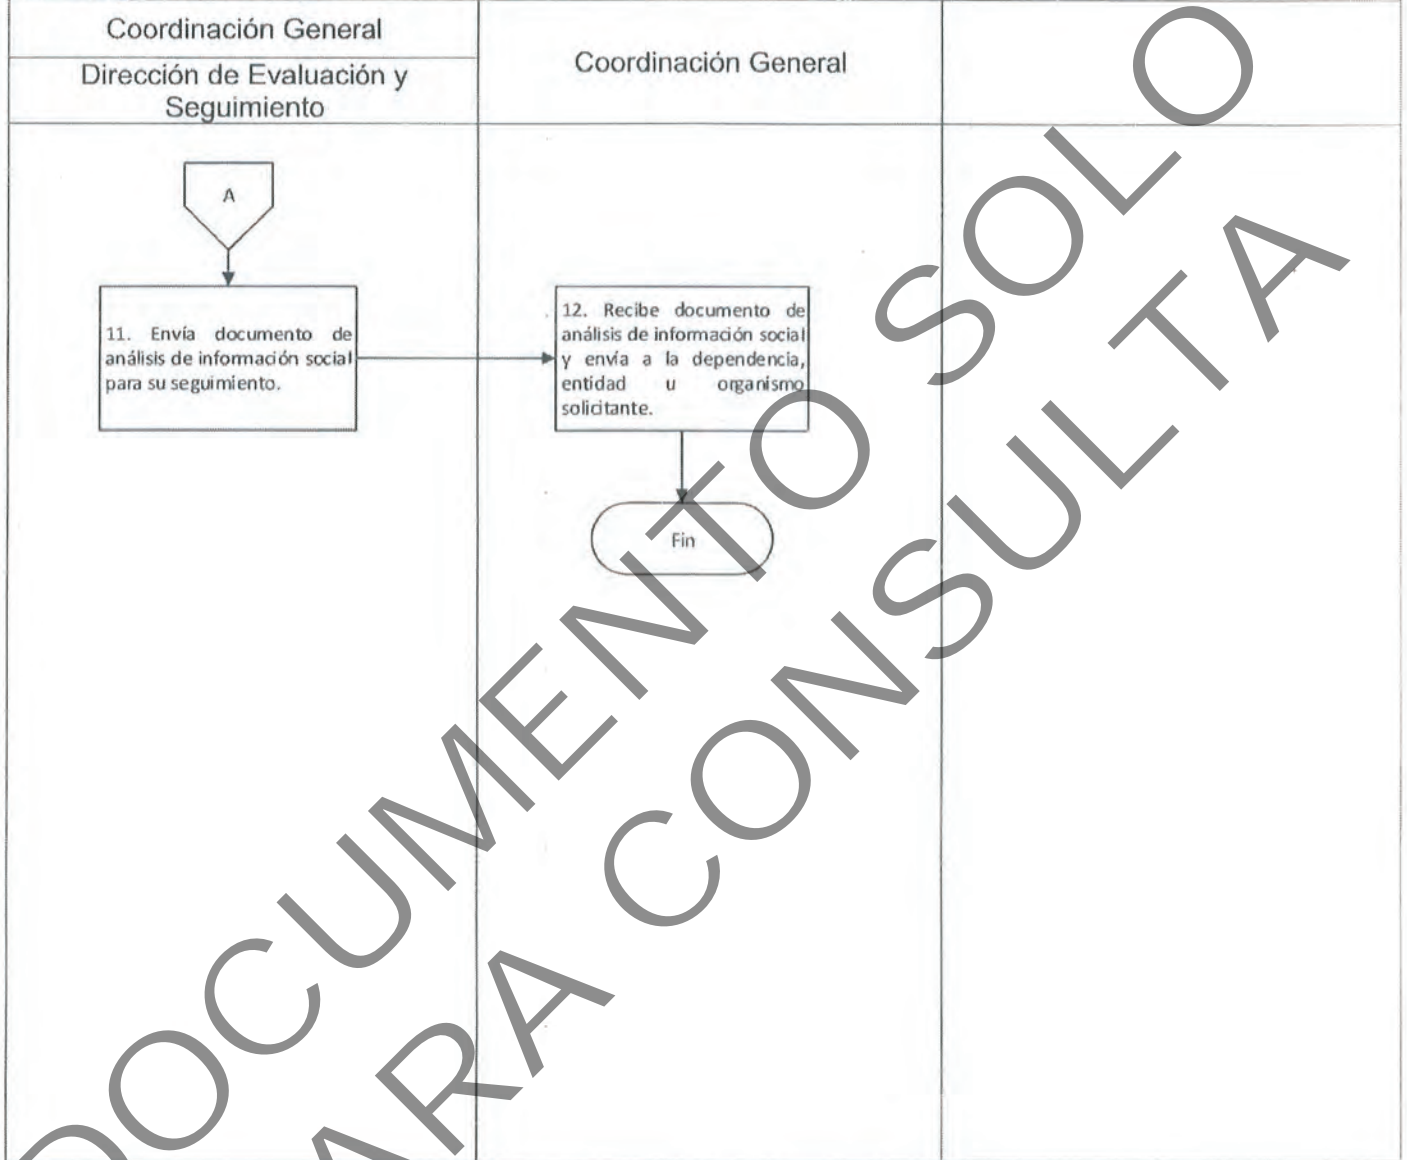 Coordinación General
Dirección de Evaluación y
Seguimiento
Coordinación General
A
11. Envía documento de
análisis de información social
para su seguimiento.
12. Recibe documento de
análisis de información social
y envía a la dependencia,
entidad u organismo
solicitante.
Fin
DOCUMENTO SOLO
PARA CONSULTA